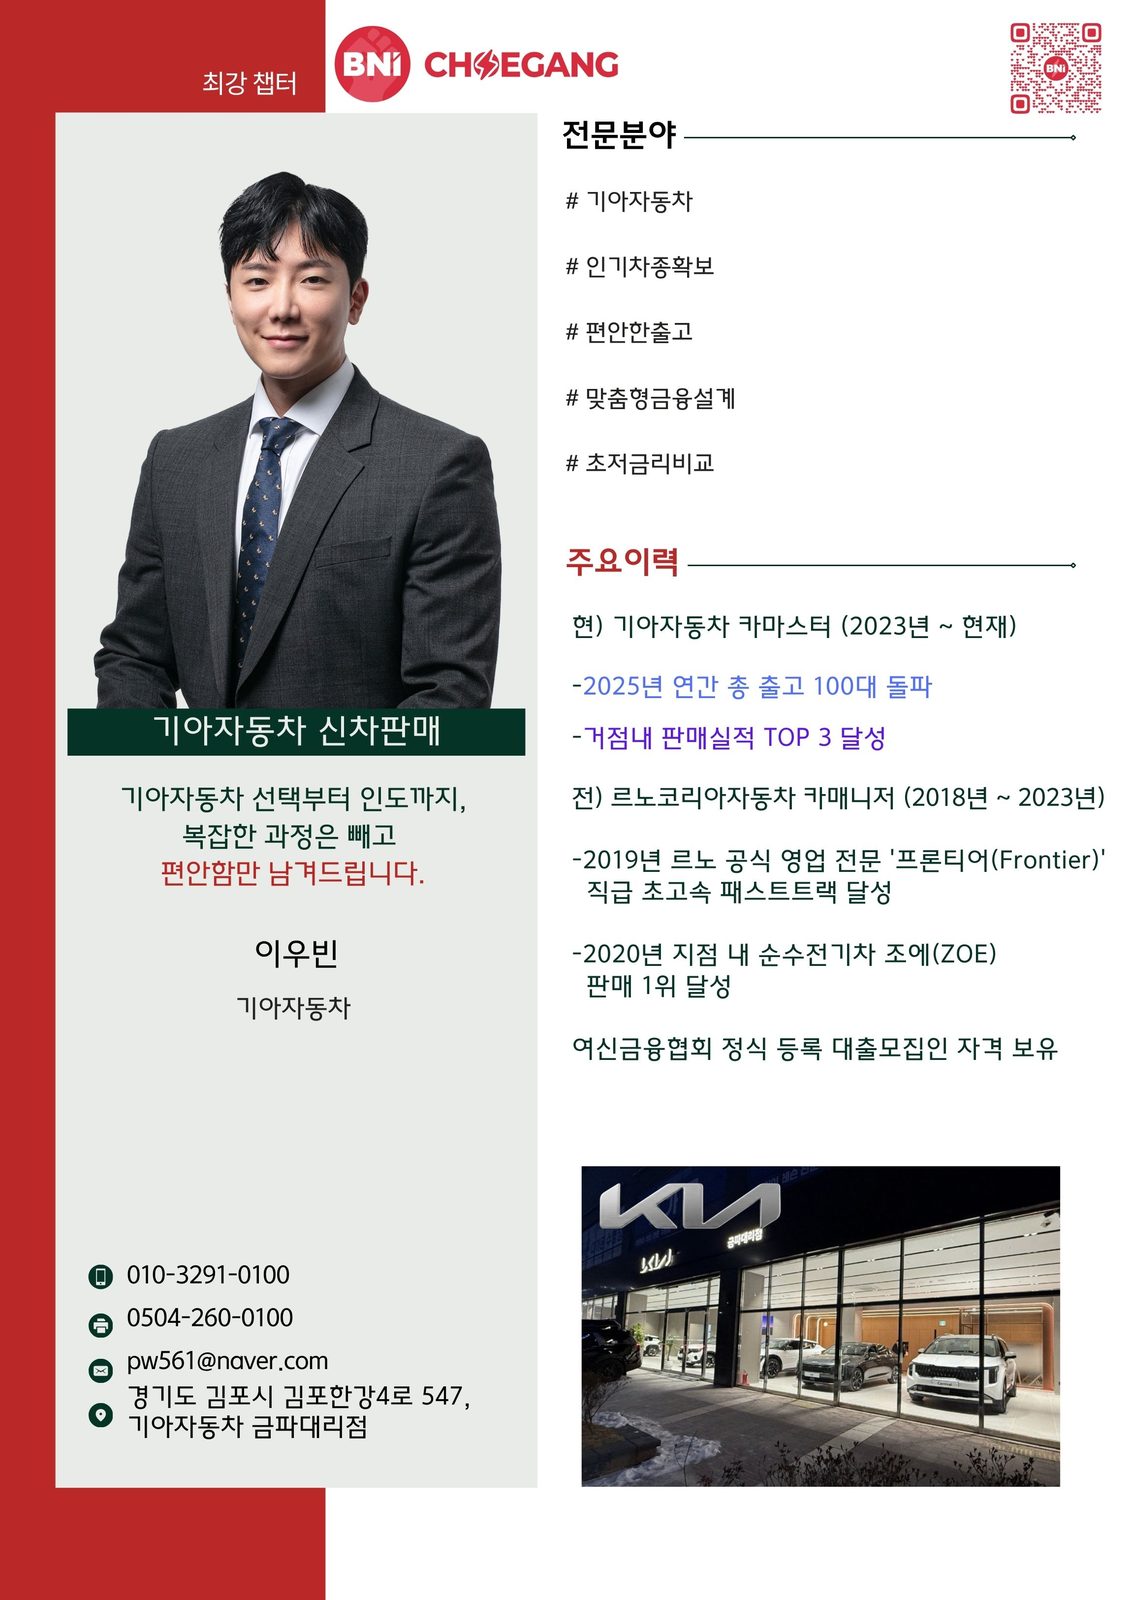 최강 챕터
BNI
CHOEGANG
BNI
전문분야
# 기아자동차
# 인기차종확보
# 편안한출고
# 맞춤형금융설계
# 초저금리비교
주요이력
현) 기아자동차 카마스터 (2023년 ~ 현재)
-2025년 연간 총 출고 100대 돌파
-거점내 판매실적 TOP 3 달성
전) 르노코리아자동차 카매니저 (2018년 ~ 2023년)
-2019년 르노 공식 영업 전문 '프론티어(Frontier)'
직급 초고속 패스트트랙 달성
-2020년 지점 내 순수전기차 조에(ZOE)
판매 1위 달성
여신금융협회 정식 등록 대출모집인 자격 보유
기아자동차 신차판매
기아자동차 선택부터 인도까지,
복잡한 과정은 빼고
편안함만 남겨드립니다.
이우빈
기아자동차
010-3291-0100
0504-260-0100
pw561@naver.com
경기도 김포시 김포한강4로 547,
기아자동차 금파대리점
KIA
KIA 금파대리점